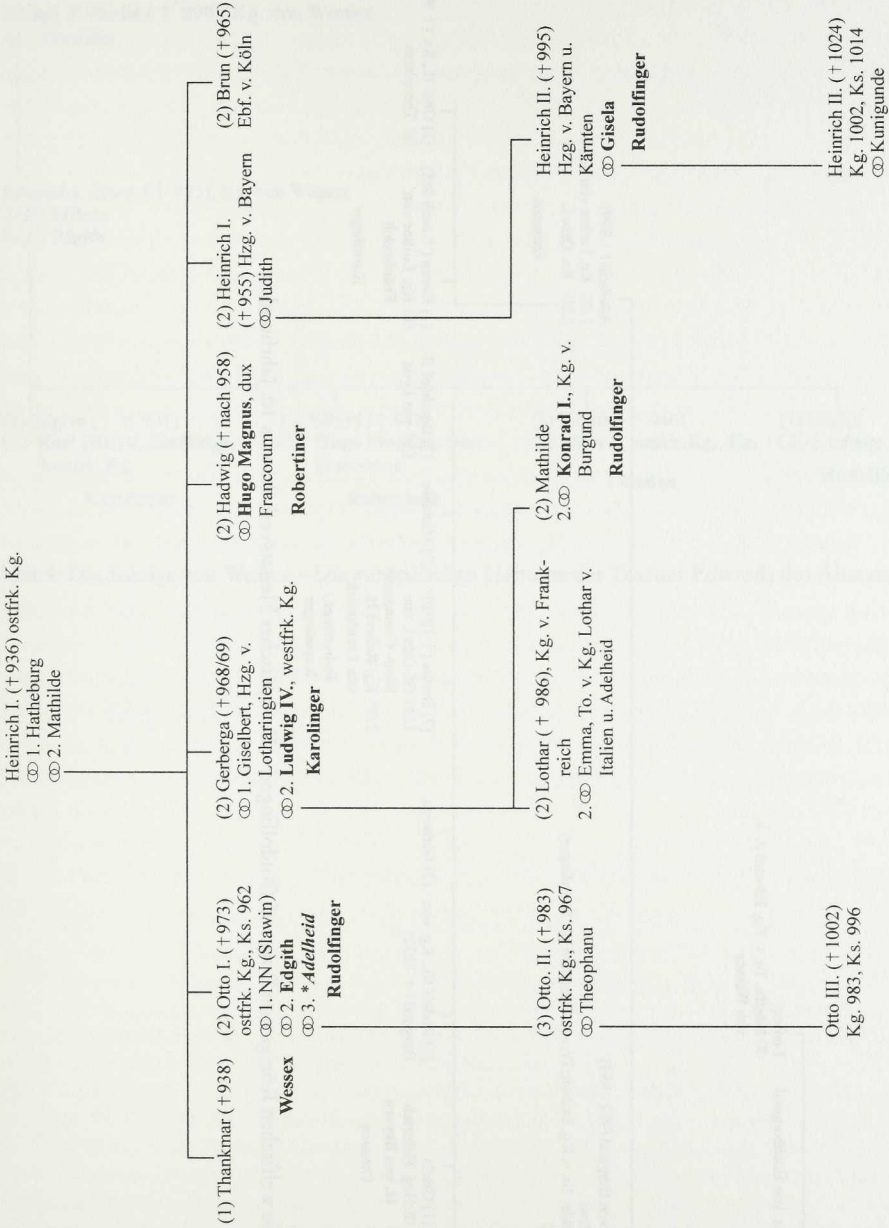 Heinrich I. (†936) ostfrk. Kg.
⚭ 1. Hatheburg
⚭ 2. Mathilde
(1) Thankmar (†938)
(2) Otto I. (†973)
ostfrk. Kg., Ks. 962
⚭ 1. NN (Slawin)
⚭ 2. Edgith
Wessex
⚭ 3. *Adelheid
Rudolfinger
(2) Gerberga (†968/69)
⚭ 1. Giselbert, Hzg. v.
Lotharingien
⚭ 2. Ludwig IV., westfrk. Kg.
Karolinger
(2) Hadwig († nach 958)
⚭ Hugo Magnus, dux
Francorum
Robertiner
(2) Heinrich I.
(†955) Hzg. v. Bayern
⚭ Judith
(2) Brun (†965)
Ebf. v. Köln
(3) Otto. II. (†983)
ostfrk. Kg., Ks. 967
⚭ Theophanu
(2) Lothar († 986), Kg. v. Frank-
reich
2. ⚭ Emma, To. v. Kg. Lothar v.
Italien u. Adelheid
(2) Mathilde
2. ⚭ Konrad I., Kg. v.
Burgund
Rudolfinger
Heinrich II. (†995)
Hzg. v. Bayern u.
Kärnten
⚭ Gisela
Rudolfinger
Otto III. (†1002)
Kg. 983, Ks. 996
Heinrich II. (†1024)
Kg. 1002, Ks. 1014
⚭ Kunigunde